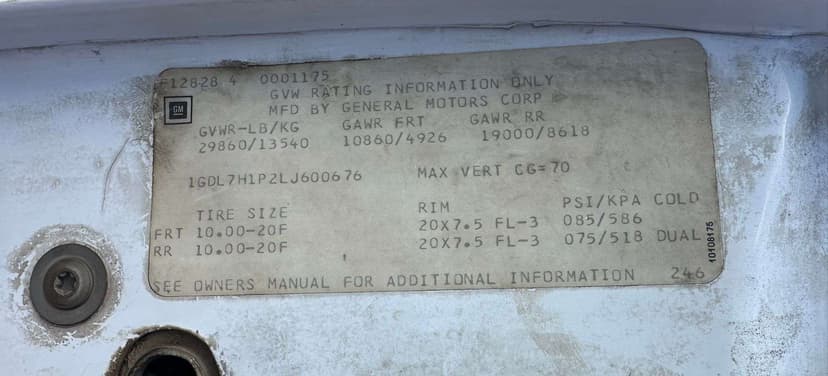 F12828 4 0001175
GVW RATING INFORMATION ONLY
GM
MFD BY GENERAL MOTORS CORP
GVWR-LB/KG GAWR FRT GAWR RR
29860/13540 10860/4926 19000/8618
1GDL7H1P2LJ600676 MAX VERT CG=70
TIRE SIZE RIM PSI/KPA COLD
FRT 10.00-20F 20X7.5 FL-3 085/586
RR 10.00-20F 20X7.5 FL-3 075/518 DUAL
10108175
SEE OWNERS MANUAL FOR ADDITIONAL INFORMATION 246